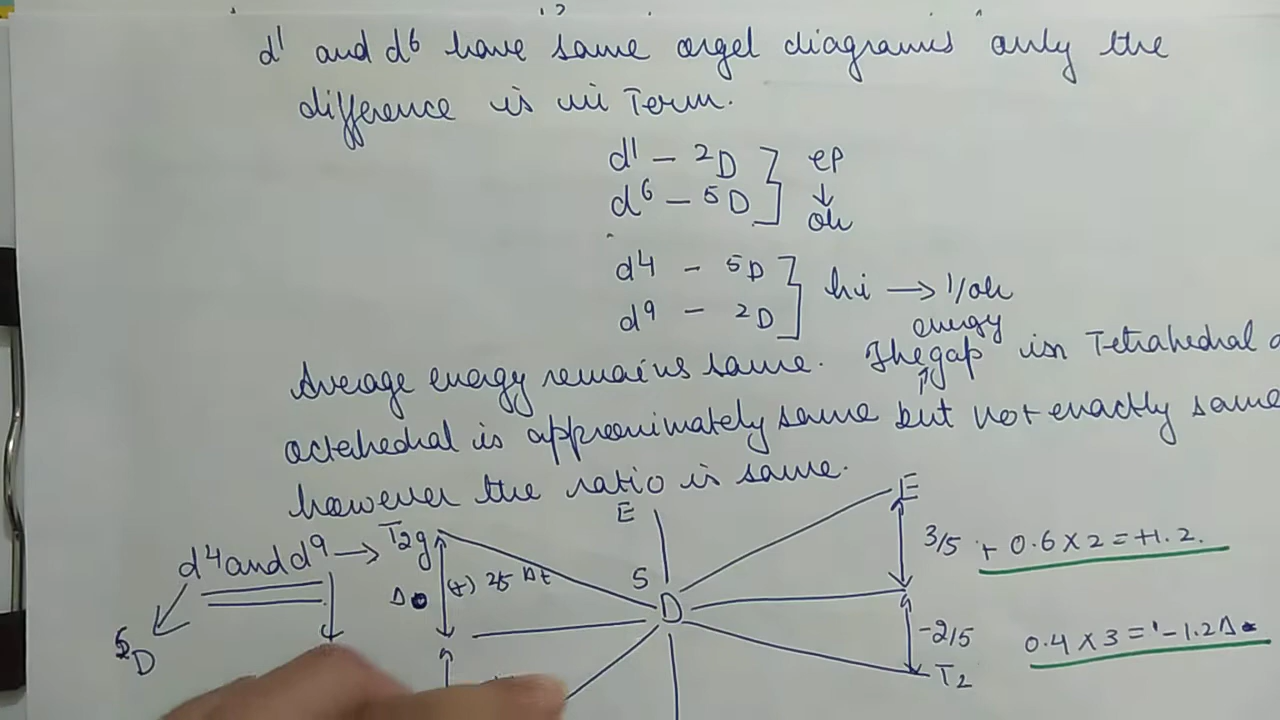 d¹ and d⁶ have same orgel diagrams only the
difference is in Term.
d¹ – ²D ] ep
d⁶ – ⁵D ] ↓ oh
d⁴ – ⁵D ]
d⁹ – ²D ] hi → 1/oh
energy
Average energy remains same. The gap in Tetrahedral
octahedral is approximately same but not exactly same
however the ratio is same.
E
E
d⁴ and d⁹ → T₂g
(+) 2/5 Δt
Δ
5
D
3/5 + 0.6 × 2 = +1.2.
-2/5
0.4 × 3 = -1.2Δ
T₂
⁵D